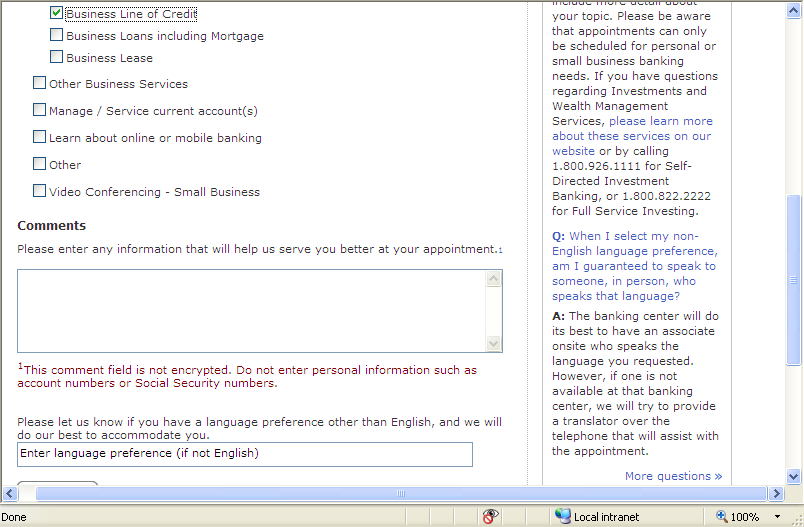 Business Line of Credit
Business Loans including Mortgage
Business Lease
Other Business Services
Manage / Service current account(s)
Learn about online or mobile banking
Other
Video Conferencing - Small Business
Comments
Please enter any information that will help us serve you better at your appointment.1
1This comment field is not encrypted. Do not enter personal information such as
account numbers or Social Security numbers.
Please let us know if you have a language preference other than English, and we will
do our best to accommodate you.
Enter language preference (if not English)
include more detail about
your topic. Please be aware
that appointments can only
be scheduled for personal or
small business banking
needs. If you have questions
regarding Investments and
Wealth Management
Services, please learn more
about these services on our
website or by calling
1.800.926.1111 for Self-
Directed Investment
Banking, or 1.800.822.2222
for Full Service Investing.
Q: When I select my non-
English language preference,
am I guaranteed to speak to
someone, in person, who
speaks that language?
A: The banking center will do
its best to have an associate
onsite who speaks the
language you requested.
However, if one is not
available at that banking
center, we will try to provide
a translator over the
telephone that will assist with
the appointment.
More questions »
Done
Local intranet
100%